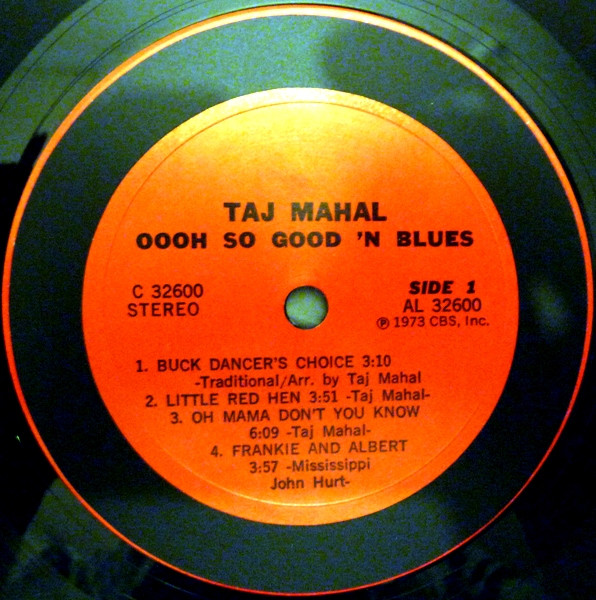 TAJ MAHAL
OOOH SO GOOD 'N BLUES
C 32600
STEREO
SIDE 1
AL 32600
℗ 1973 CBS, Inc.
1. BUCK DANCER'S CHOICE 3:10
-Traditional/Arr. by Taj Mahal
2. LITTLE RED HEN 3:51 -Taj Mahal-
3. OH MAMA DON'T YOU KNOW
6:09 -Taj Mahal-
4. FRANKIE AND ALBERT
3:57 -Mississippi
John Hurt-